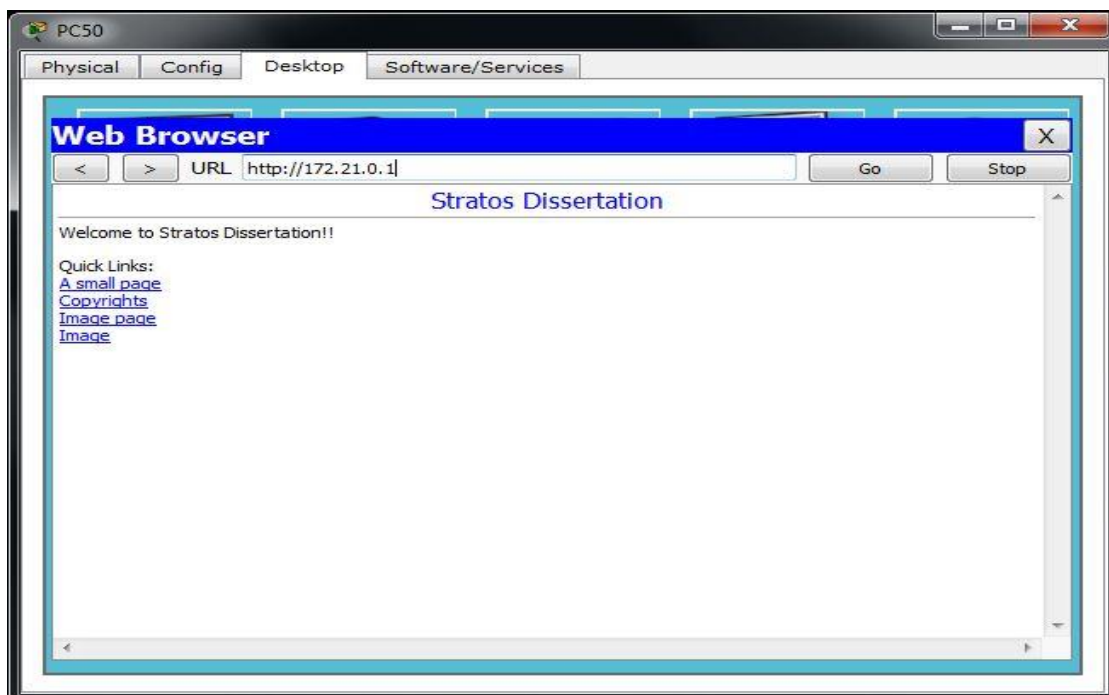 PC50
Physical Config Desktop Software/Services
Web Browser X
< > URL http://172.21.0.1 Go Stop
Stratos Dissertation
Welcome to Stratos Dissertation!!
Quick Links:
A small page
Copyrights
Image page
Image